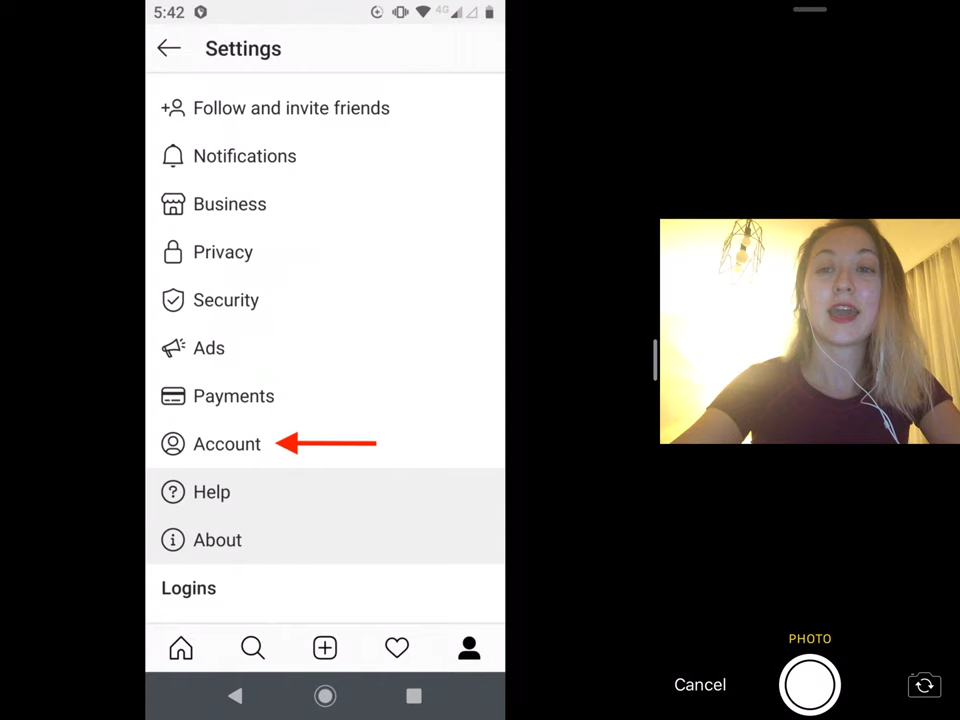 5:42
4G
Settings
Follow and invite friends
Notifications
Business
Privacy
Security
Ads
Payments
Account
Help
About
Logins
PHOTO
Cancel